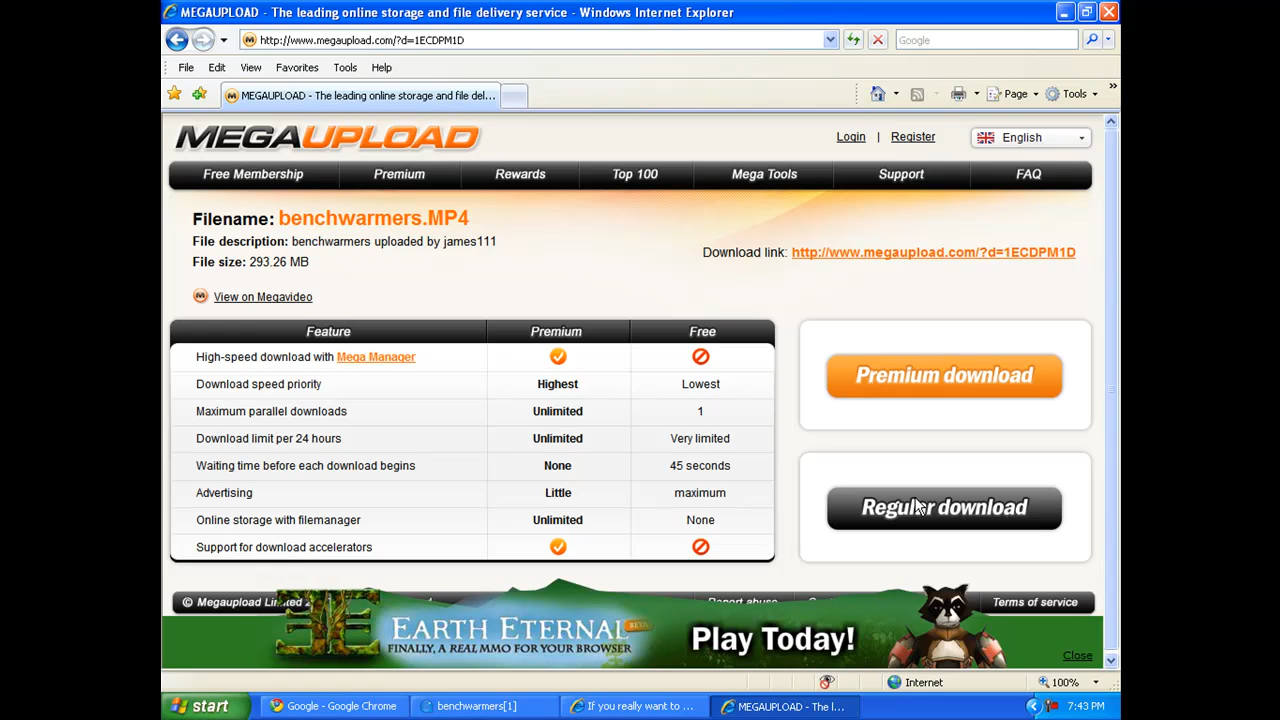 MEGAUPLOAD - The leading online storage and file delivery service - Windows Internet Explorer
http://www.megaupload.com/?d=1ECDPM1D
Google
File Edit View Favorites Tools Help
MEGAUPLOAD - The leading online storage and file del...
Page Tools
MEGAUPLOAD
Login | Register
English
Free Membership Premium Rewards Top 100 Mega Tools Support FAQ
Filename: benchwarmers.MP4
File description: benchwarmers uploaded by james111
Download link: http://www.megaupload.com/?d=1ECDPM1D
File size: 293.26 MB
View on Megavideo
Feature Premium Free
High-speed download with Mega Manager
Download speed priority Highest Lowest
Maximum parallel downloads Unlimited 1
Download limit per 24 hours Unlimited Very limited
Waiting time before each download begins None 45 seconds
Advertising Little maximum
Online storage with filemanager Unlimited None
Support for download accelerators
Premium download
Regular download
© Megaupload Limited
Report abuse
Terms of service
EARTH ETERNAL BETA
FINALLY, A REAL MMO FOR YOUR BROWSER
Play Today!
Close
Internet
100%
start
Google - Google Chrome
benchwarmers[1]
If you really want to ...
MEGAUPLOAD - The l...
7:43 PM